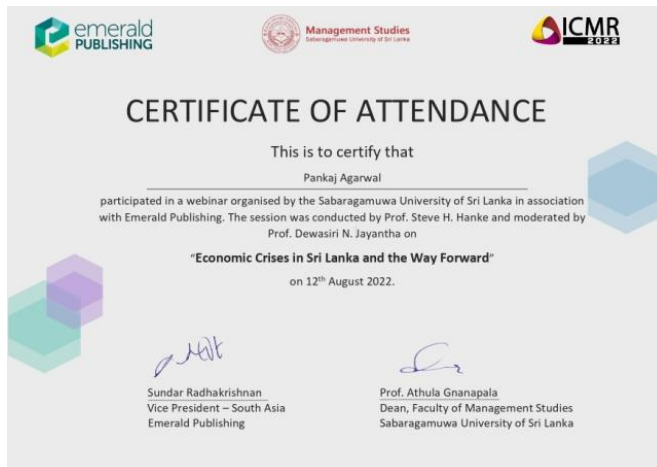 emerald
PUBLISHING
Management Studies
Sabaragamuwa University of Sri Lanka
ICMR
2022
CERTIFICATE OF ATTENDANCE
This is to certify that
Pankaj Agarwal
participated in a webinar organised by the Sabaragamuwa University of Sri Lanka in association
with Emerald Publishing. The session was conducted by Prof. Steve H. Hanke and moderated by
Prof. Dewasiri N. Jayantha on
“Economic Crises in Sri Lanka and the Way Forward”
on 12th August 2022.
Sundar Radhakrishnan
Vice President – South Asia
Emerald Publishing
Prof. Athula Gnanapala
Dean, Faculty of Management Studies
Sabaragamuwa University of Sri Lanka